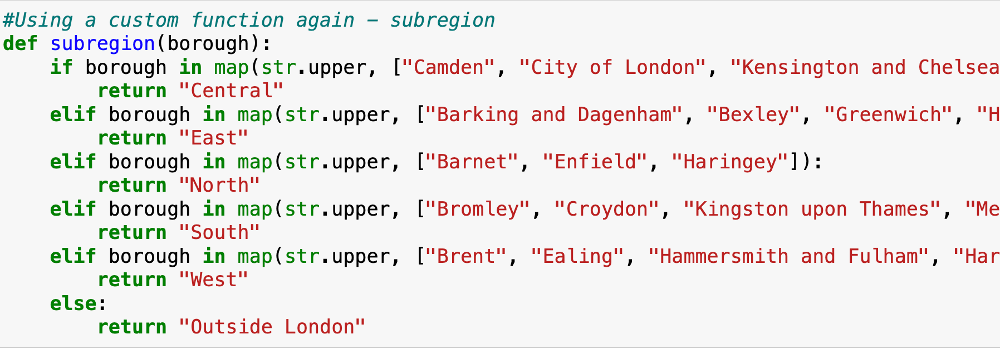 #Using a custom function again – subregion
def subregion(borough):
    if borough in map(str.upper, ["Camden", "City of London", "Kensington and Chelsea
        return "Central"
    elif borough in map(str.upper, ["Barking and Dagenham", "Bexley", "Greenwich", "H
        return "East"
    elif borough in map(str.upper, ["Barnet", "Enfield", "Haringey"]):
        return "North"
    elif borough in map(str.upper, ["Bromley", "Croydon", "Kingston upon Thames", "Me
        return "South"
    elif borough in map(str.upper, ["Brent", "Ealing", "Hammersmith and Fulham", "Har
        return "West"
    else:
        return "Outside London"